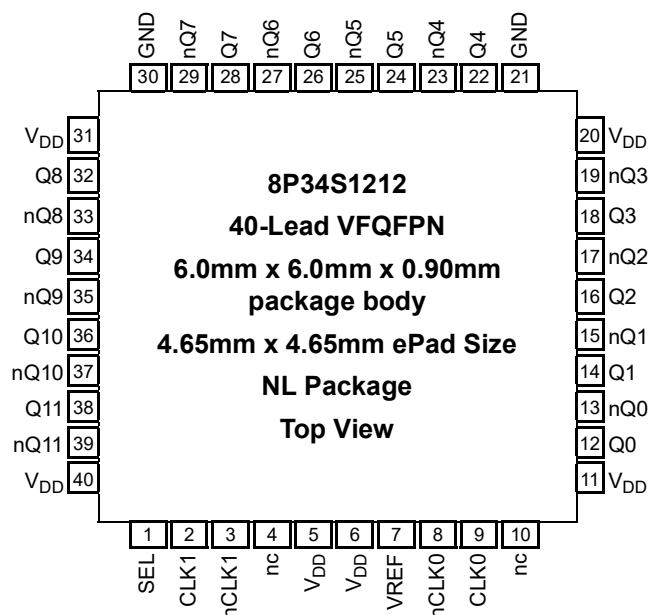 GND nQ7 Q7 nQ6 Q6 nQ5 Q5 nQ4 Q4 GND
30 29 28 27 26 25 24 23 22 21
VDD 31
Q8 32
nQ8 33
Q9 34
nQ9 35
Q10 36
nQ10 37
Q11 38
nQ11 39
VDD 40
8P34S1212
40-Lead VFQFPN
6.0mm x 6.0mm x 0.90mm
package body
4.65mm x 4.65mm ePad Size
NL Package
Top View
20 VDD
19 nQ3
18 Q3
17 nQ2
16 Q2
15 nQ1
14 Q1
13 nQ0
12 Q0
11 VDD
1 2 3 4 5 6 7 8 9 10
SEL CLK1 nCLK1 nc VDD VDD VREF nCLK0 CLK0 nc